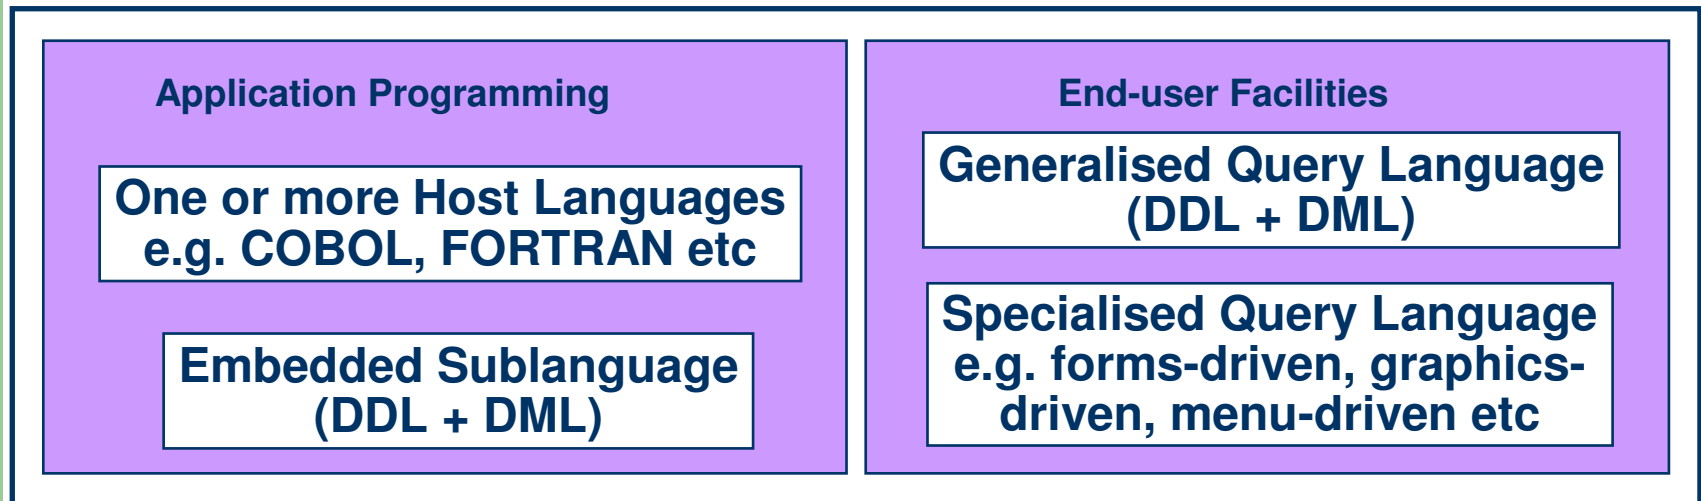 Application Programming
One or more Host Languages
e.g. COBOL, FORTRAN etc
Embedded Sublanguage
(DDL + DML)
End-user Facilities
Generalised Query Language
(DDL + DML)
Specialised Query Language
e.g. forms-driven, graphics-
driven, menu-driven etc